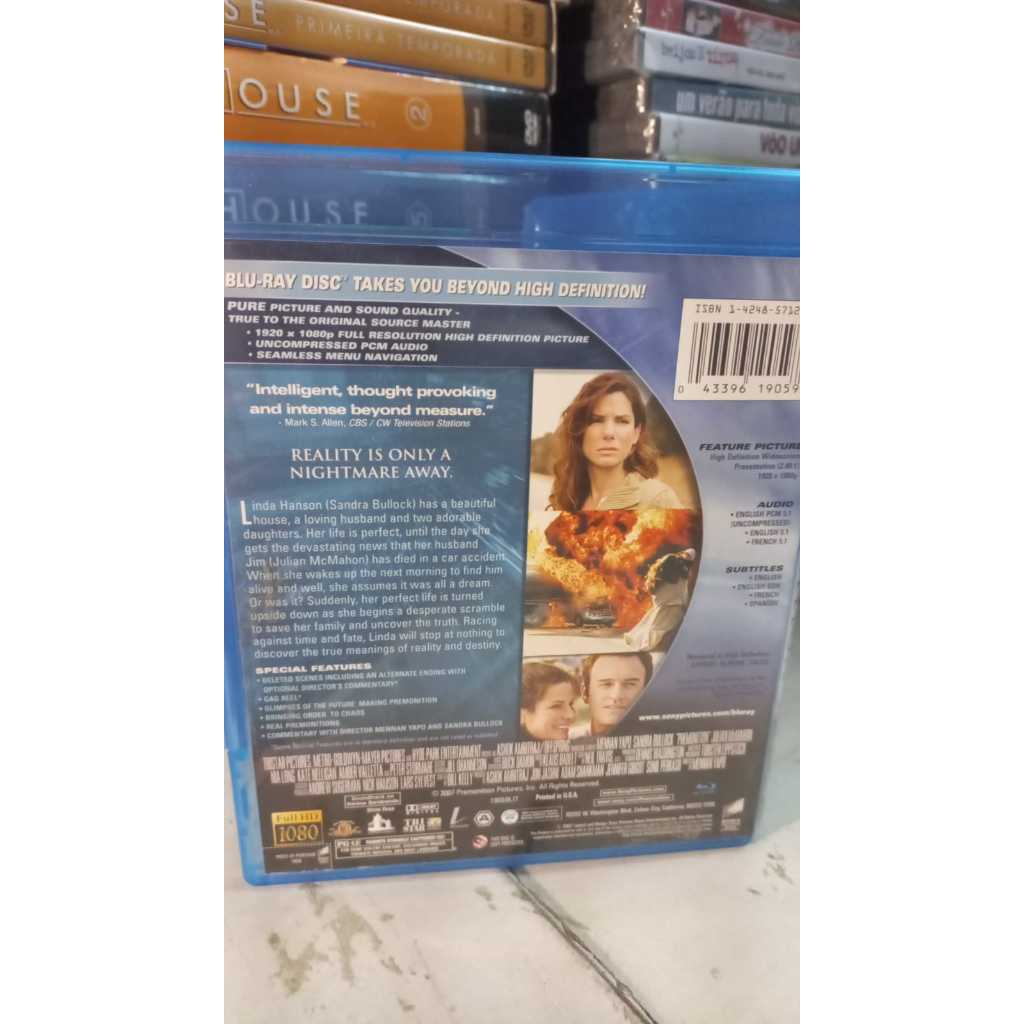 TEMPORADA
SE
PRIMEIRA TEMPORADA
HOUSE
2
DVD
beijos &
um verão para toda
VÔO
HOUSE
BLU-RAY DISC™ TAKES YOU BEYOND HIGH DEFINITION!
PURE PICTURE AND SOUND QUALITY -
TRUE TO THE ORIGINAL SOURCE MASTER
• 1920 x 1080p FULL RESOLUTION HIGH DEFINITION PICTURE
• UNCOMPRESSED PCM AUDIO
• SEAMLESS MENU NAVIGATION
ISBN 1-4248-5712
0 43396 19059
"Intelligent, thought provoking
and intense beyond measure."
- Mark S. Allen, CBS / CW Television Stations
REALITY IS ONLY A
NIGHTMARE AWAY.
Linda Hanson (Sandra Bullock) has a beautiful
house, a loving husband and two adorable
daughters. Her life is perfect, until the day she
gets the devastating news that her husband
Jim (Julian McMahon) has died in a car accident.
When she wakes up the next morning to find him
alive and well, she assumes it was all a dream.
Or was it? Suddenly, her perfect life is turned
upside down as she begins a desperate scramble
to save her family and uncover the truth. Racing
against time and fate, Linda will stop at nothing to
discover the true meanings of reality and destiny.
SPECIAL FEATURES
• DELETED SCENES INCLUDING AN ALTERNATE ENDING WITH
OPTIONAL DIRECTOR'S COMMENTARY*
• GAG REEL*
• GLIMPSES OF THE FUTURE: MAKING PREMONITION
• BRINGING ORDER TO CHAOS
• REAL PREMONITIONS
• COMMENTARY WITH DIRECTOR MENNAN YAPO AND SANDRA BULLOCK
FEATURE PICTURE
High Definition Widescreen
Presentation (2.40:1)
1920 x 1080p
AUDIO
• ENGLISH PCM 5.1
(UNCOMPRESSED)
• ENGLISH 5.1
• FRENCH 5.1
SUBTITLES
• ENGLISH
• ENGLISH SDH
• FRENCH
• SPANISH
www.sonypictures.com/bluray
© 2007 Premonition Pictures, Inc. All Rights Reserved.
Printed in U.S.A.
Full HD
1080
TRI
STAR
PG-13